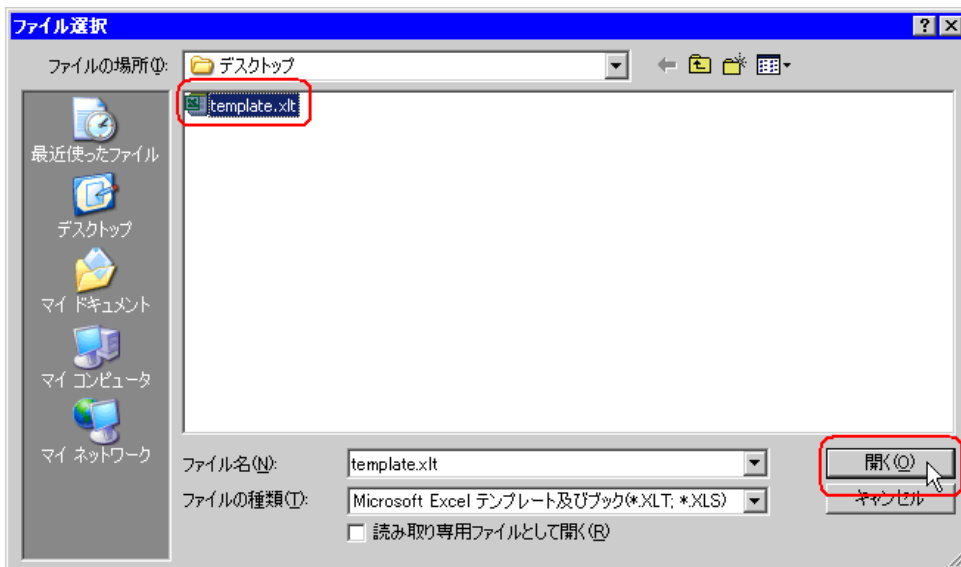 ファイル選択
ファイルの場所(I):
デスクトップ
template.xlt
最近使ったファイル
デスクトップ
マイ ドキュメント
マイ コンピュータ
マイ ネットワーク
ファイル名(N):
template.xlt
開く(O)
ファイルの種類(T):
Microsoft Excel テンプレート及びブック(*.XLT; *.XLS)
キャンセル
読み取り専用ファイルとして開く(R)